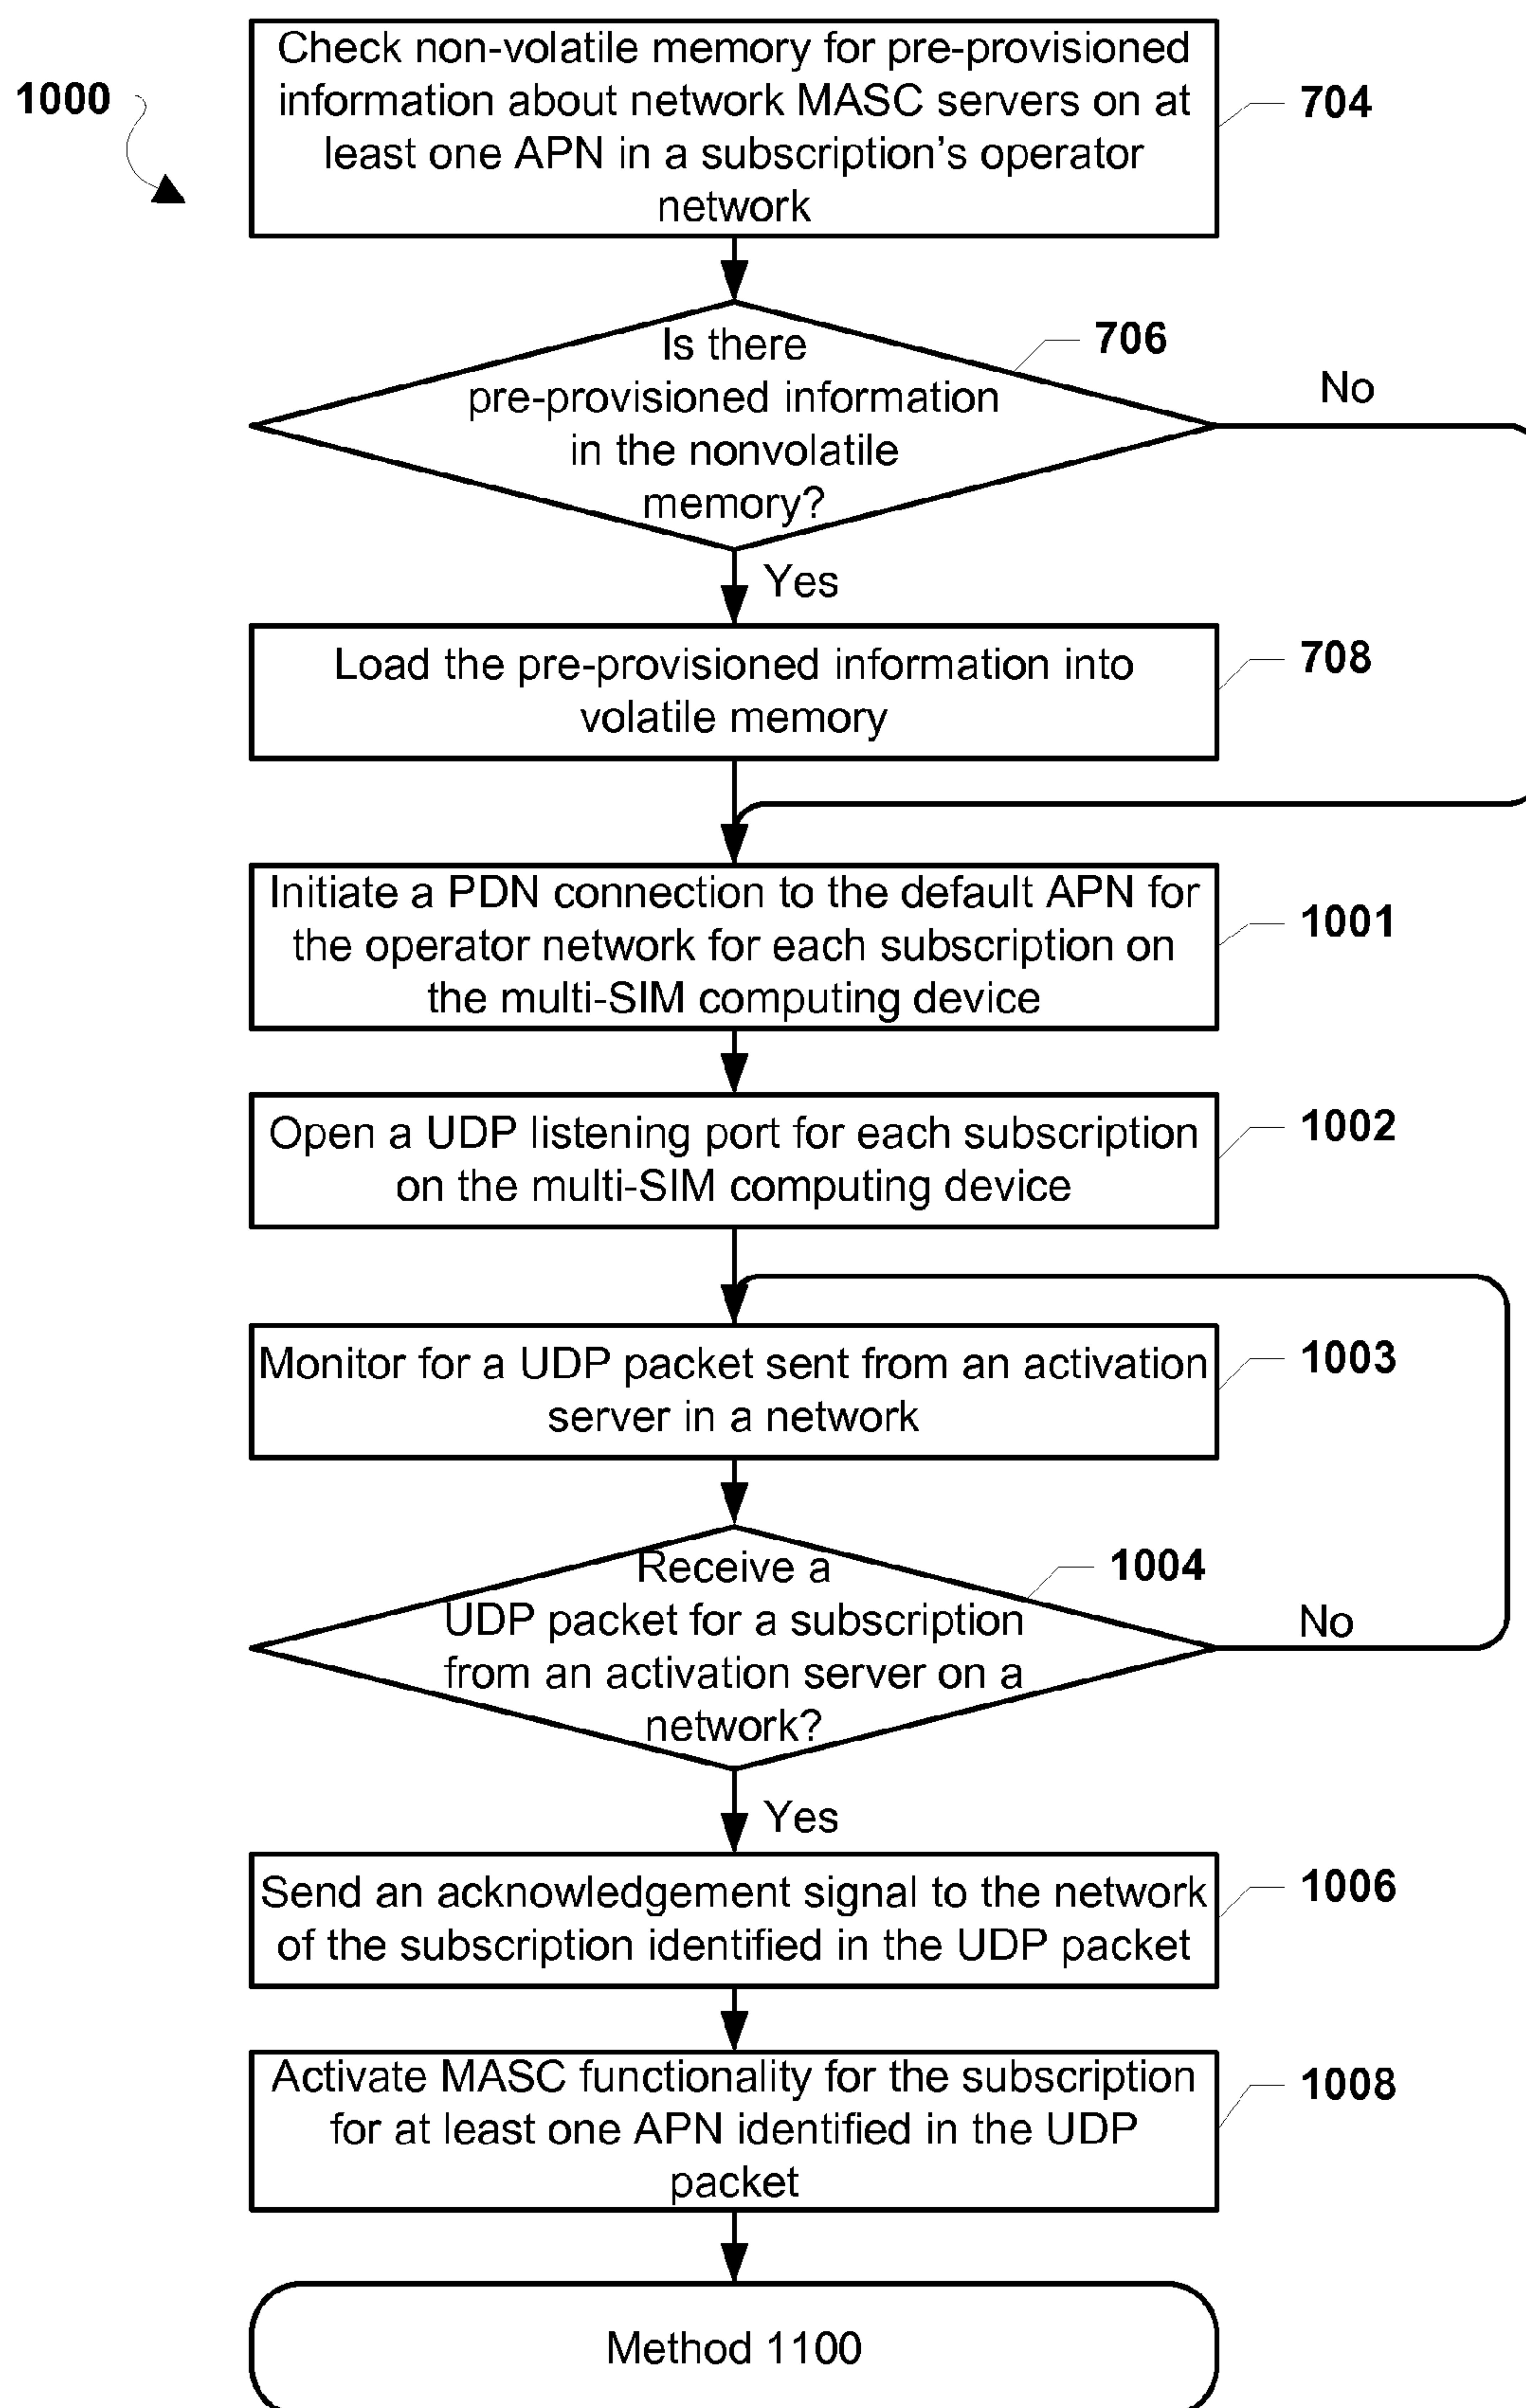 1000
Check non-volatile memory for pre-provisioned
information about network MASC servers on at
least one APN in a subscription's operator
network
704
Is there
pre-provisioned information
in the nonvolatile
memory?
706
No
Yes
Load the pre-provisioned information into
volatile memory
708
Initiate a PDN connection to the default APN for
the operator network for each subscription on
the multi-SIM computing device
1001
Open a UDP listening port for each subscription
on the multi-SIM computing device
1002
Monitor for a UDP packet sent from an activation
server in a network
1003
Receive a
UDP packet for a subscription
from an activation server on a
network?
1004
No
Yes
Send an acknowledgement signal to the network
of the subscription identified in the UDP packet
1006
Activate MASC functionality for the subscription
for at least one APN identified in the UDP
packet
1008
Method 1100